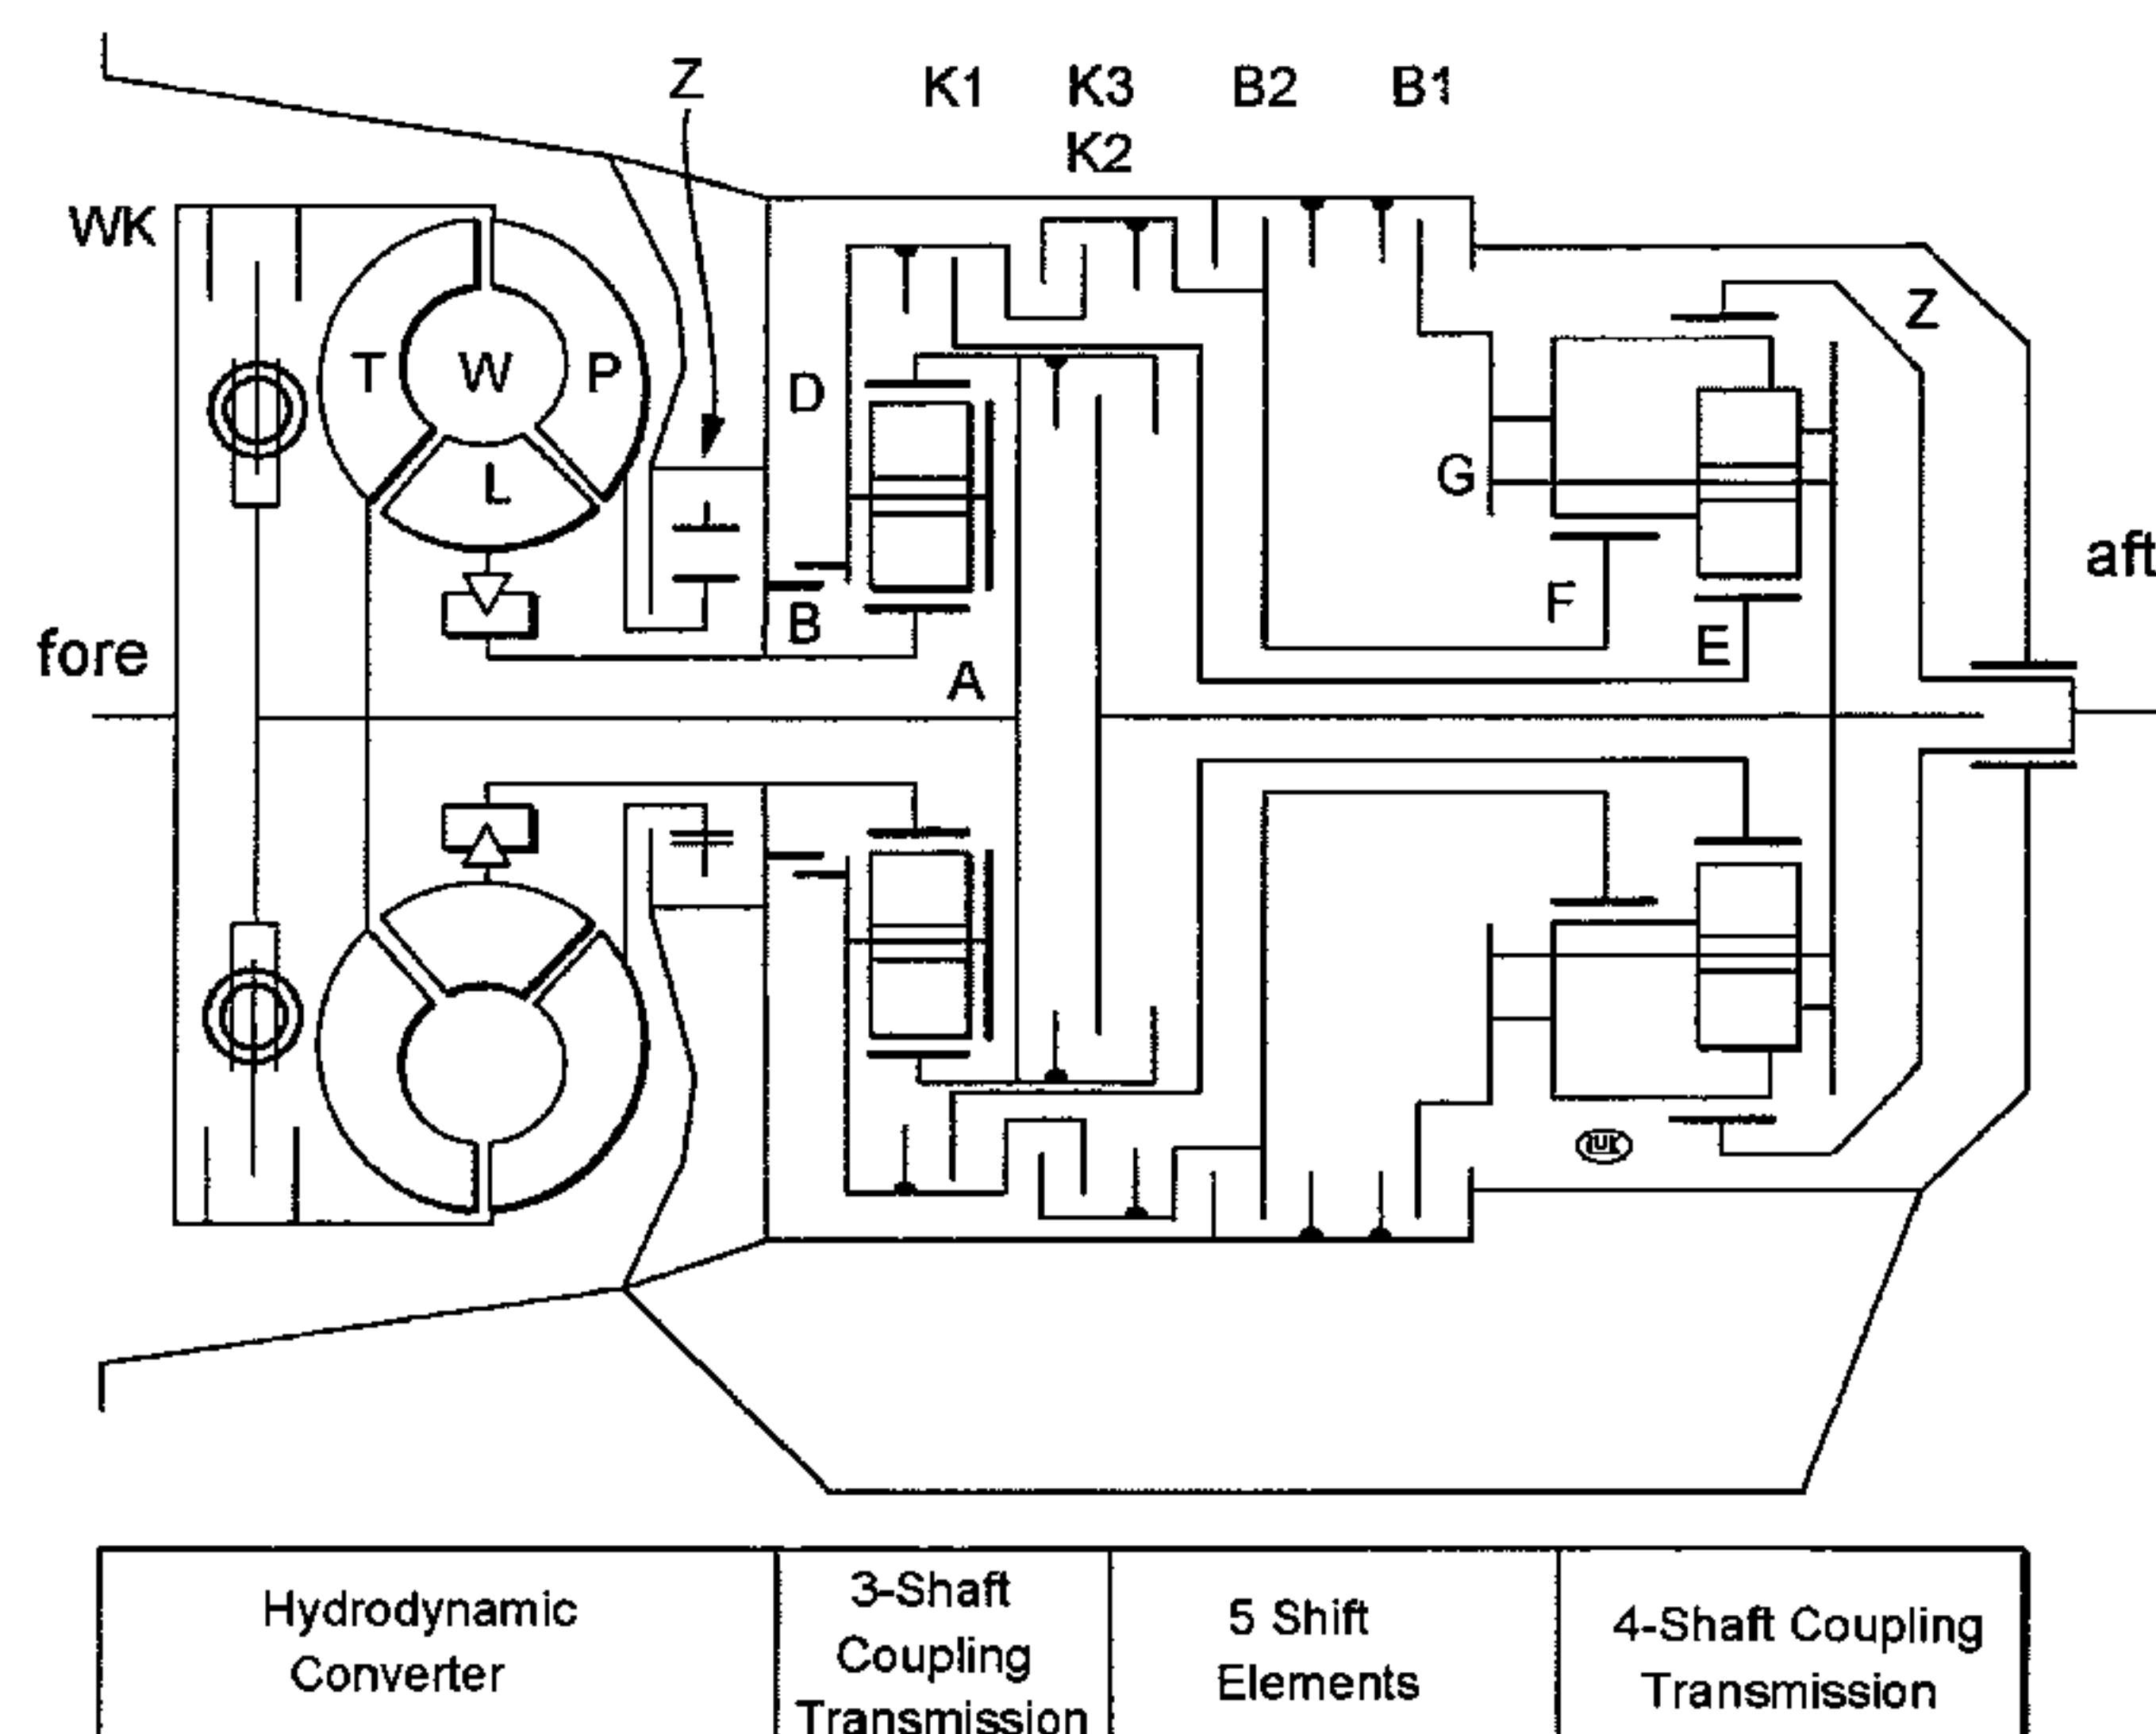 Z
K1 K3 B2 B1
K2
WK
Z
T W P
D
L
G
aft
F
B
E
fore
A
LUK
Hydrodynamic
Converter
3-Shaft
Coupling
Transmission
5 Shift
Elements
4-Shaft Coupling
Transmission